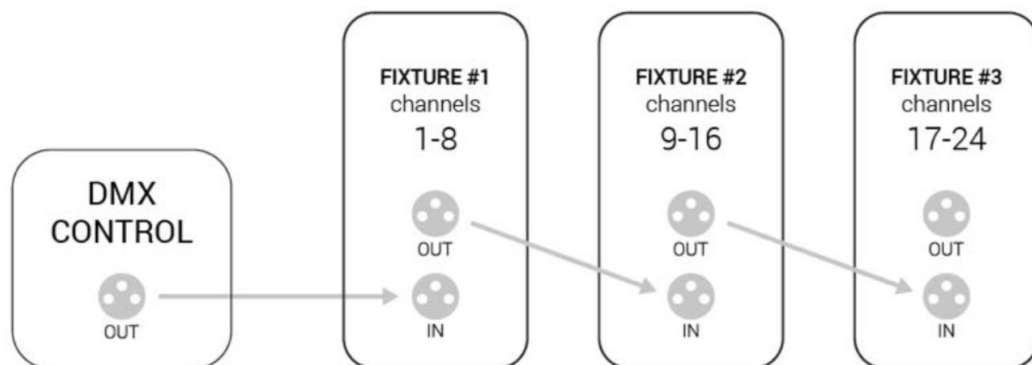 DMX
CONTROL
OUT
FIXTURE #1
channels
1-8
OUT
IN
FIXTURE #2
channels
9-16
OUT
IN
FIXTURE #3
channels
17-24
OUT
IN